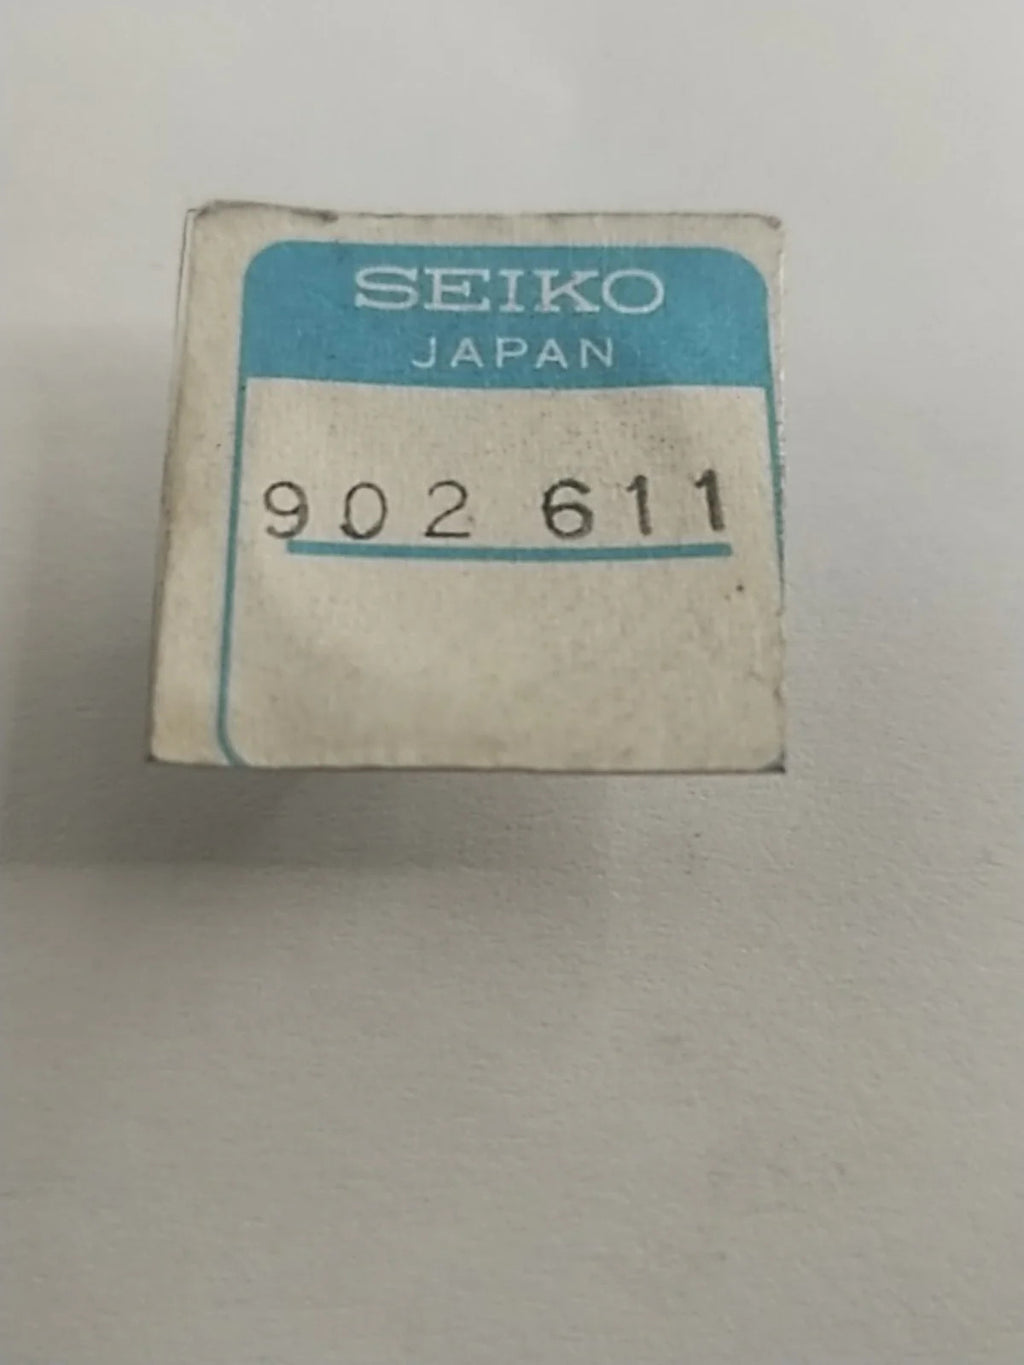 SEIKO
JAPAN
902 611